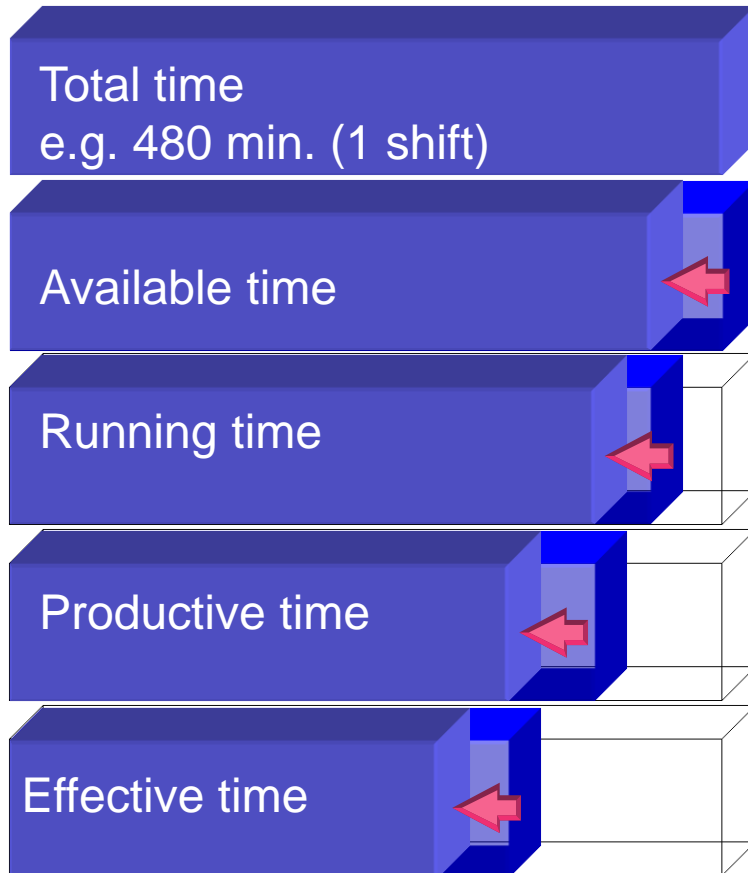 Total time
e.g. 480 min. (1 shift)
Available time
Running time
Productive time
Effective time